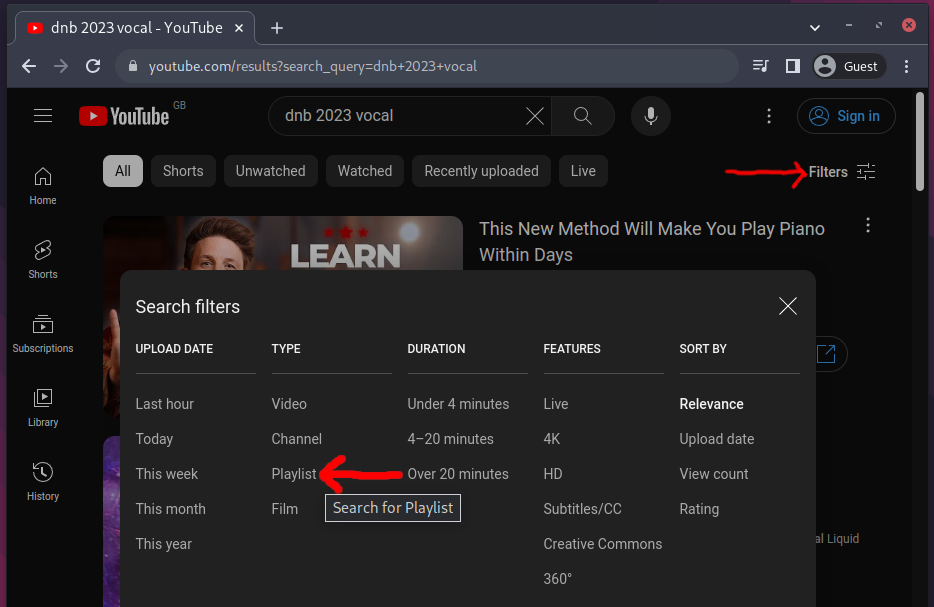 dnb 2023 vocal - YouTube
youtube.com/results?search_query=dnb+2023+vocal
Guest
YouTube GB
dnb 2023 vocal
Sign in
All Shorts Unwatched Watched Recently uploaded Live
Filters
Home
Shorts
Subscriptions
Library
History
LEARN
This New Method Will Make You Play Piano
Within Days
Search filters
UPLOAD DATE TYPE DURATION FEATURES SORT BY
Last hour Video Under 4 minutes Live Relevance
Today Channel 4–20 minutes 4K Upload date
This week Playlist Over 20 minutes HD View count
Search for Playlist
This month Film Subtitles/CC Rating
This year Creative Commons
360°
al Liquid